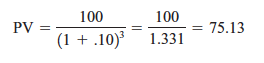 PV = 100 / (1 + .10)³ = 100 / 1.331 = 75.13